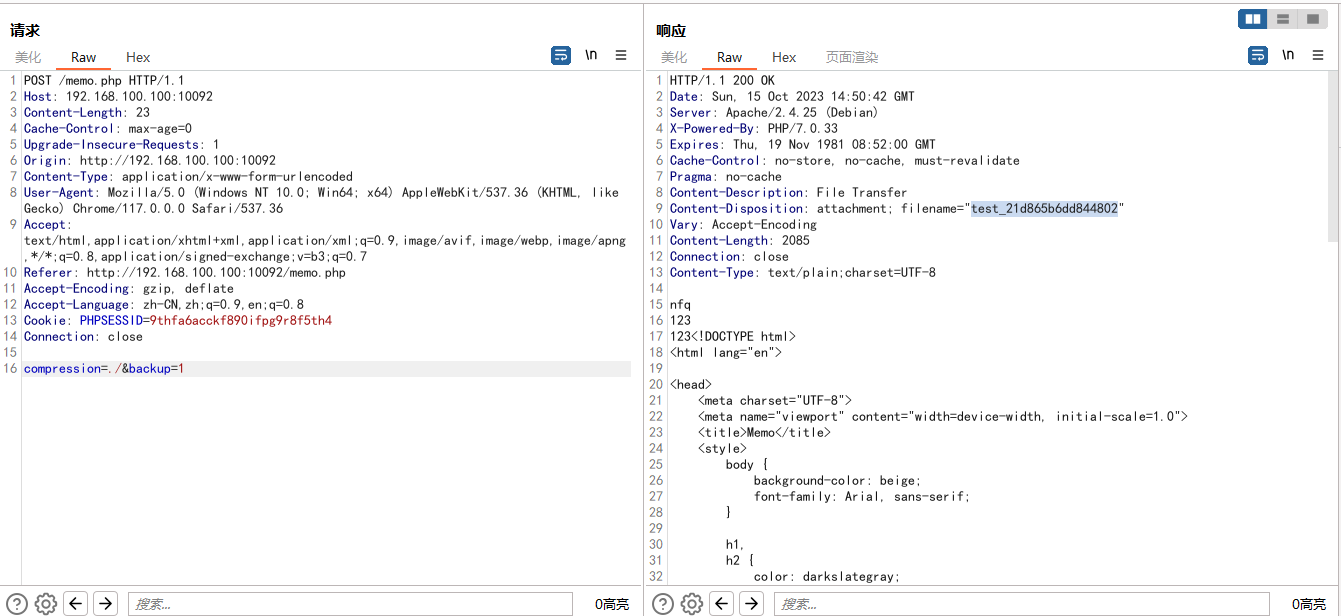 请求
美化 Raw Hex
\n
1 POST /memo.php HTTP/1.1
2 Host: 192.168.100.100:10092
3 Content-Length: 23
4 Cache-Control: max-age=0
5 Upgrade-Insecure-Requests: 1
6 Origin: http://192.168.100.100:10092
7 Content-Type: application/x-www-form-urlencoded
8 User-Agent: Mozilla/5.0 (Windows NT 10.0; Win64; x64) AppleWebKit/537.36 (KHTML, like
Gecko) Chrome/117.0.0.0 Safari/537.36
9 Accept:
text/html,application/xhtml+xml,application/xml;q=0.9,image/avif,image/webp,image/apng
,*/*;q=0.8,application/signed-exchange;v=b3;q=0.7
10 Referer: http://192.168.100.100:10092/memo.php
11 Accept-Encoding: gzip, deflate
12 Accept-Language: zh-CN,zh;q=0.9,en;q=0.8
13 Cookie: PHPSESSID=9thfa6acckf890ifpg9r8f5th4
14 Connection: close
15
16 compression=./&backup=1
搜索...
0高亮
响应
美化 Raw Hex 页面渲染
\n
1 HTTP/1.1 200 OK
2 Date: Sun, 15 Oct 2023 14:50:42 GMT
3 Server: Apache/2.4.25 (Debian)
4 X-Powered-By: PHP/7.0.33
5 Expires: Thu, 19 Nov 1981 08:52:00 GMT
6 Cache-Control: no-store, no-cache, must-revalidate
7 Pragma: no-cache
8 Content-Description: File Transfer
9 Content-Disposition: attachment; filename="test_21d865b6dd844802"
10 Vary: Accept-Encoding
11 Content-Length: 2085
12 Connection: close
13 Content-Type: text/plain;charset=UTF-8
14
15 nfq
16 123
17 123<!DOCTYPE html>
18 <html lang="en">
19
20 <head>
21 <meta charset="UTF-8">
22 <meta name="viewport" content="width=device-width, initial-scale=1.0">
23 <title>Memo</title>
24 <style>
25 body {
26 background-color: beige;
27 font-family: Arial, sans-serif;
28 }
29
30 h1,
31 h2 {
32 color: darkslategray;
搜索...
0高亮